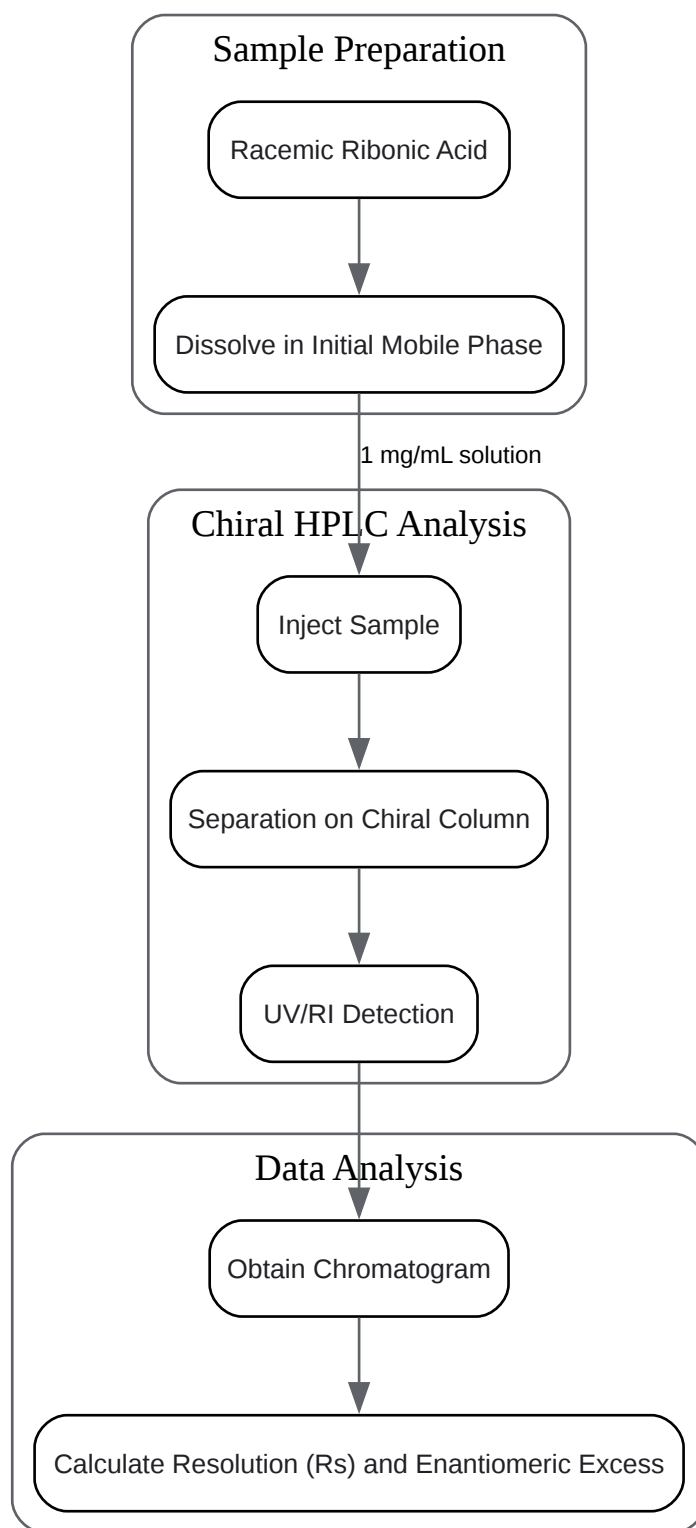 Sample Preparation
Racemic Ribonic Acid
Dissolve in Initial Mobile Phase
1 mg/mL solution
Chiral HPLC Analysis
Inject Sample
Separation on Chiral Column
UV/RI Detection
Data Analysis
Obtain Chromatogram
Calculate Resolution (Rs) and Enantiomeric Excess